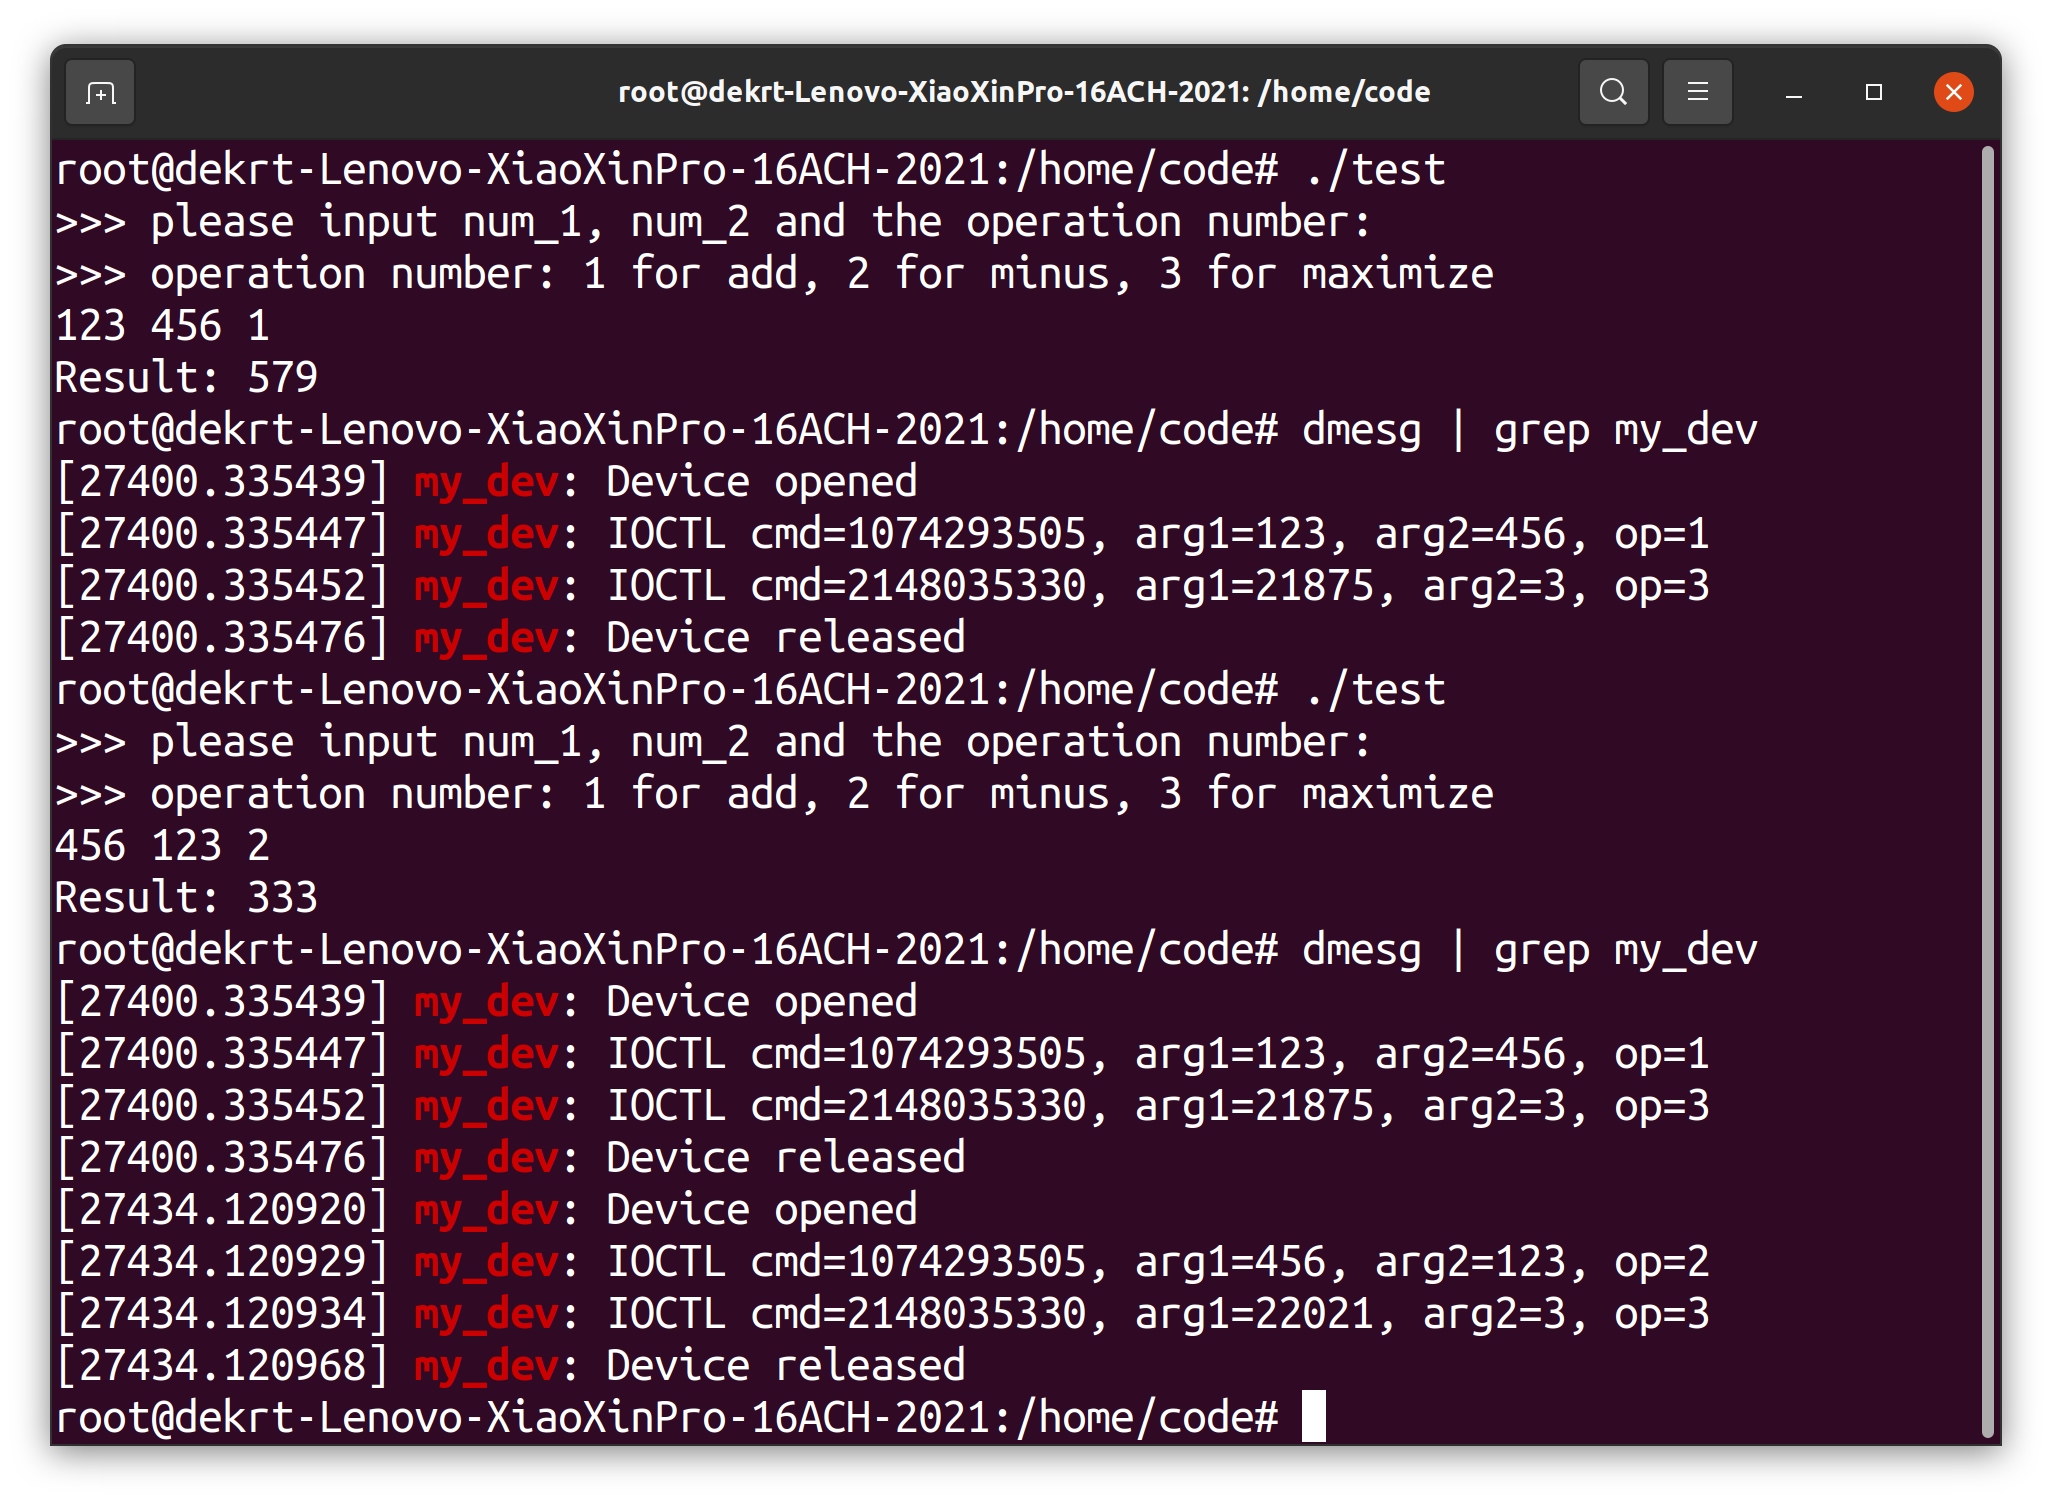 root@dekrt-Lenovo-XiaoXinPro-16ACH-2021: /home/code
root@dekrt-Lenovo-XiaoXinPro-16ACH-2021:/home/code# ./test
>>> please input num_1, num_2 and the operation number:
>>> operation number: 1 for add, 2 for minus, 3 for maximize
123 456 1
Result: 579
root@dekrt-Lenovo-XiaoXinPro-16ACH-2021:/home/code# dmesg | grep my_dev
[27400.335439] my_dev: Device opened
[27400.335447] my_dev: IOCTL cmd=1074293505, arg1=123, arg2=456, op=1
[27400.335452] my_dev: IOCTL cmd=2148035330, arg1=21875, arg2=3, op=3
[27400.335476] my_dev: Device released
root@dekrt-Lenovo-XiaoXinPro-16ACH-2021:/home/code# ./test
>>> please input num_1, num_2 and the operation number:
>>> operation number: 1 for add, 2 for minus, 3 for maximize
456 123 2
Result: 333
root@dekrt-Lenovo-XiaoXinPro-16ACH-2021:/home/code# dmesg | grep my_dev
[27400.335439] my_dev: Device opened
[27400.335447] my_dev: IOCTL cmd=1074293505, arg1=123, arg2=456, op=1
[27400.335452] my_dev: IOCTL cmd=2148035330, arg1=21875, arg2=3, op=3
[27400.335476] my_dev: Device released
[27434.120920] my_dev: Device opened
[27434.120929] my_dev: IOCTL cmd=1074293505, arg1=456, arg2=123, op=2
[27434.120934] my_dev: IOCTL cmd=2148035330, arg1=22021, arg2=3, op=3
[27434.120968] my_dev: Device released
root@dekrt-Lenovo-XiaoXinPro-16ACH-2021:/home/code#